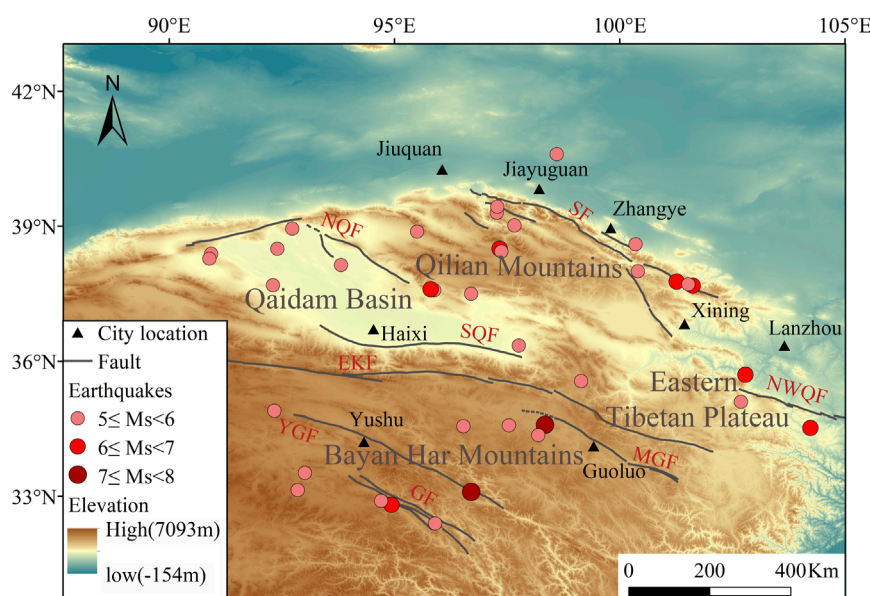 90°E 95°E 100°E 105°E
42°N
39°N
36°N
33°N
N
Jiuquan
Jiayuguan
Zhangye
SF
NQF
Qilian Mountains
Qaidam Basin
Xining
Haixi
SQF
Lanzhou
EKF
Eastern
Tibetan Plateau
NWQF
YGF
Yushu
Bayan Har Mountains
MGF
Guoluo
GF
City location
Fault
Earthquakes
5≤ Ms<6
6≤ Ms<7
7≤ Ms<8
Elevation
High(7093m)
low(-154m)
0 200 400Km